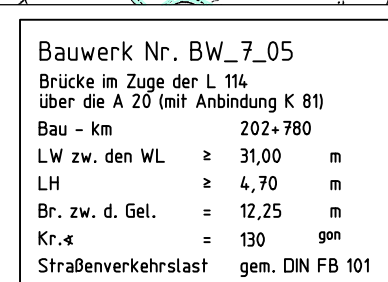 Bauwerk Nr. BW_7_05
Brücke im Zuge der L 114
über die A 20 (mit Anbindung K 81)
Bau - km 202+780
LW zw. den WL ≥ 31,00 m
LH ≥ 4,70 m
Br. zw. d. Gel. = 12,25 m
Kr.∢ = 130 gon
Straßenverkehrslast gem. DIN FB 101